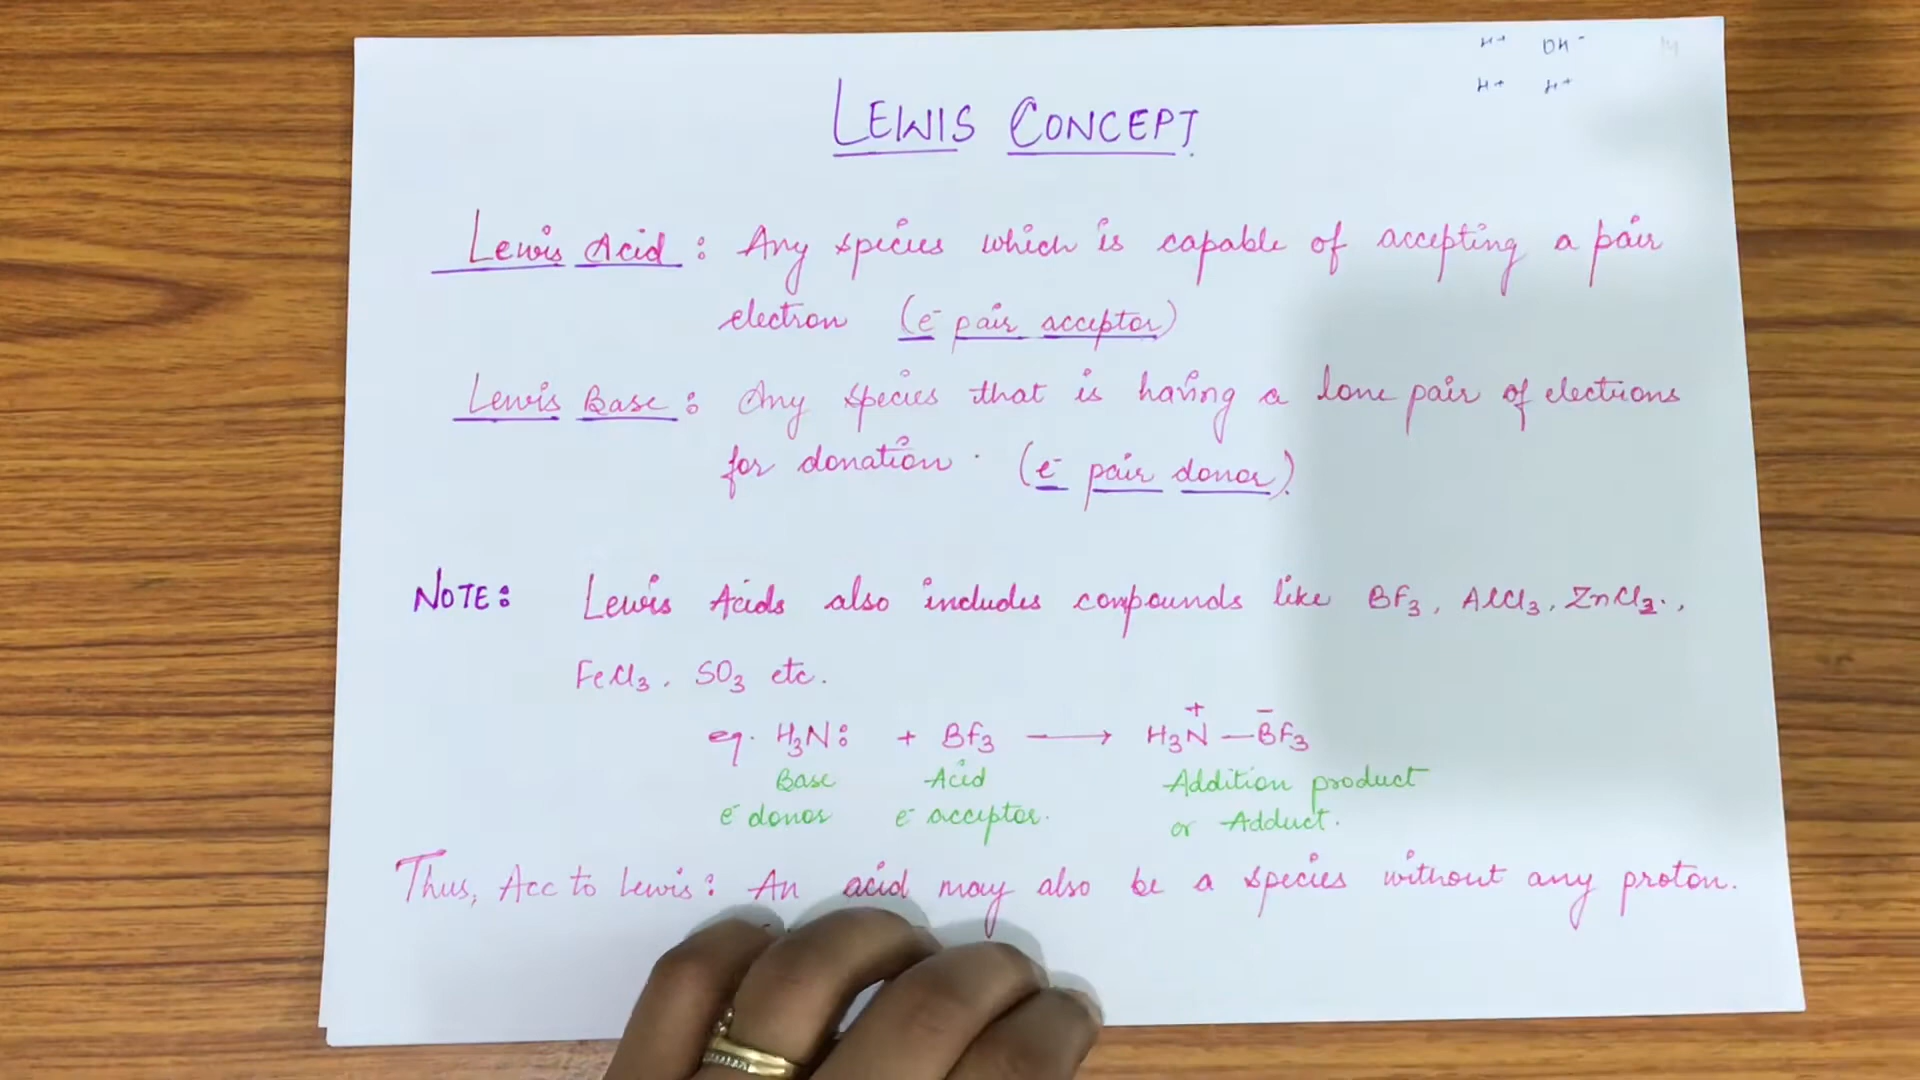 H+ OH-
H+ H+
LEWIS CONCEPT
Lewis Acid : Any species which is capable of accepting a pair
electron (e- pair acceptor)
Lewis Base : Any species that is having a lone pair of electrons
for donation. (e- pair donor).
NOTE: Lewis Acids also includes compounds like BF3, AlCl3, ZnCl2.,
FeCl3, SO3 etc.
+ -
eg. H3N: + BF3 → H3N — BF3
Base Acid Addition product
e- donor e- acceptor. or Adduct.
Thus, Acc to Lewis: An acid may also be a species without any proton.